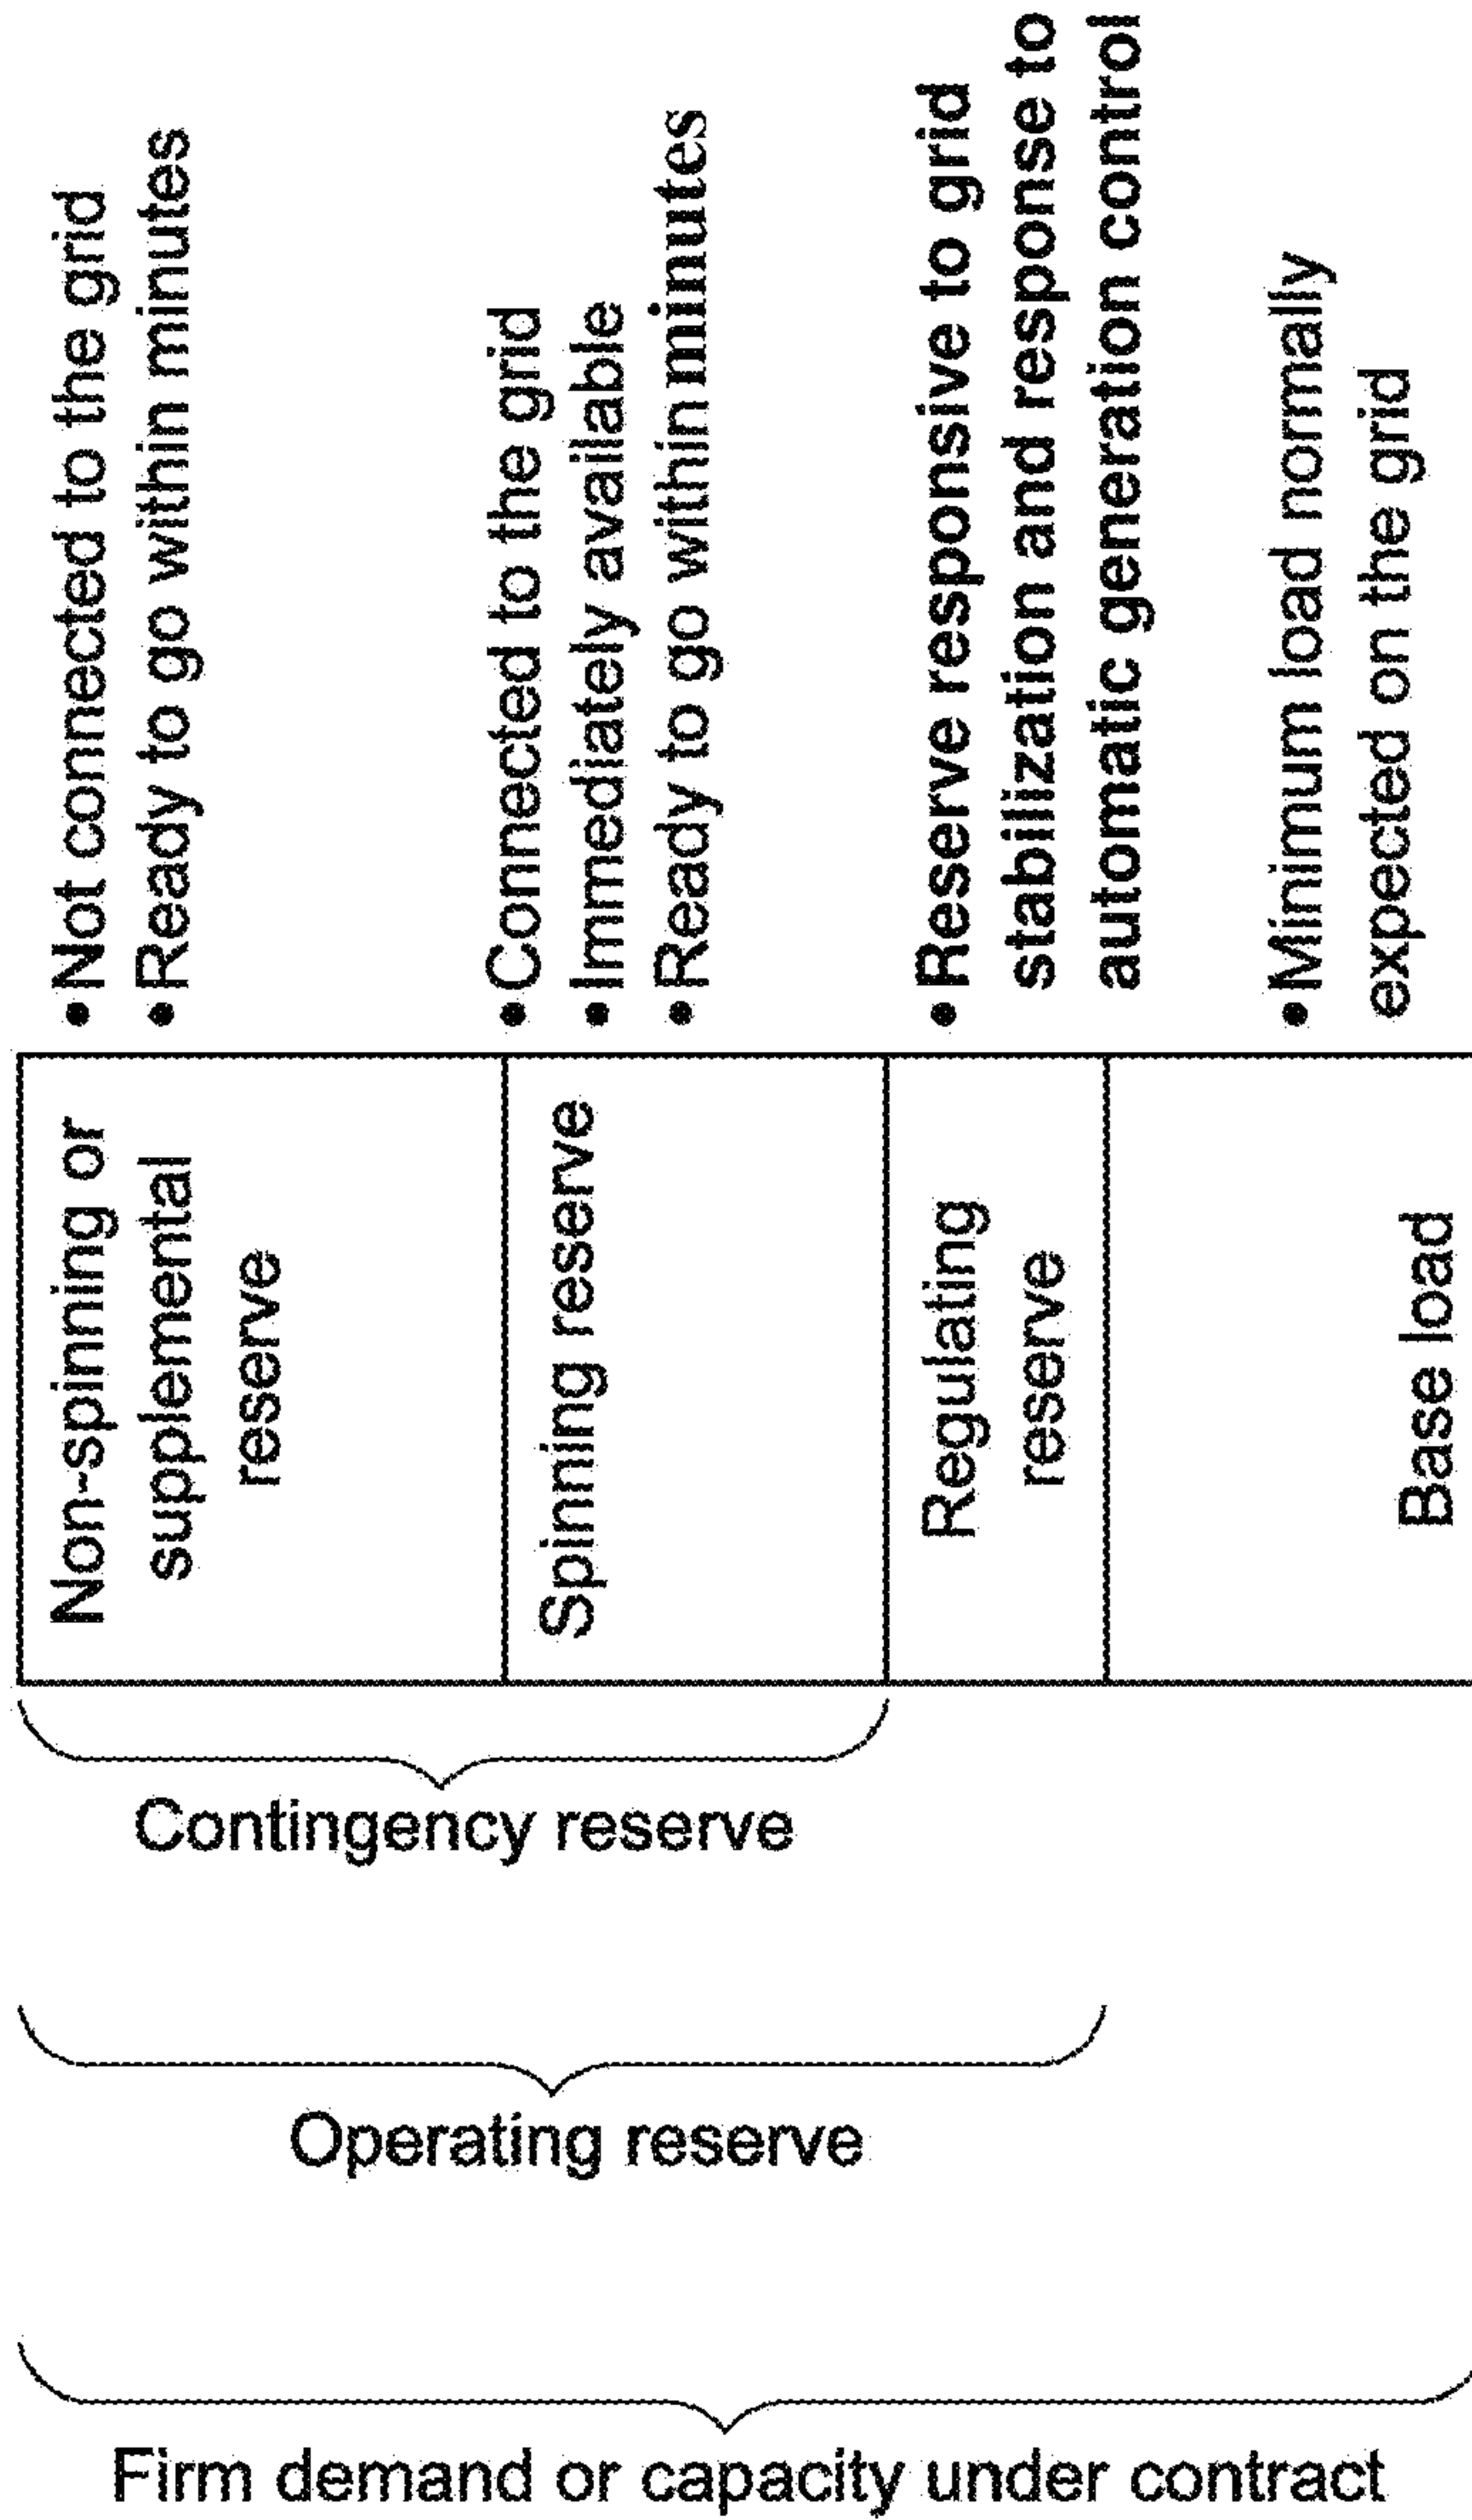 Non-spinning or
supplemental
reserve
•Not connected to the grid
•Ready to go within minutes
Spinning reserve
•Connected to the grid
•Immediately available
•Ready to go within minutes
Regulating
reserve
•Reserve responsive to grid
stabilization and response to
automatic generation control
Base load
•Minimum load normally
expected on the grid
Contingency reserve
Operating reserve
Firm demand or capacity under contract